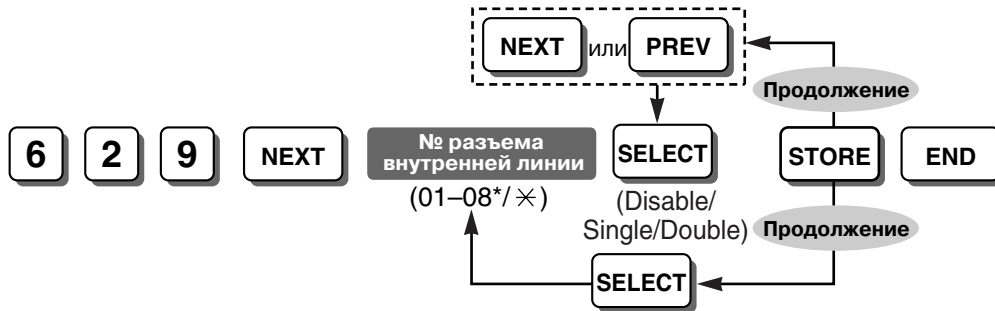 NEXT или PREV
Продолжение
6 2 9 NEXT
№ разъема
внутренней линии
(01–08*/✳)
SELECT
(Disable/
Single/Double)
STORE
END
Продолжение
SELECT